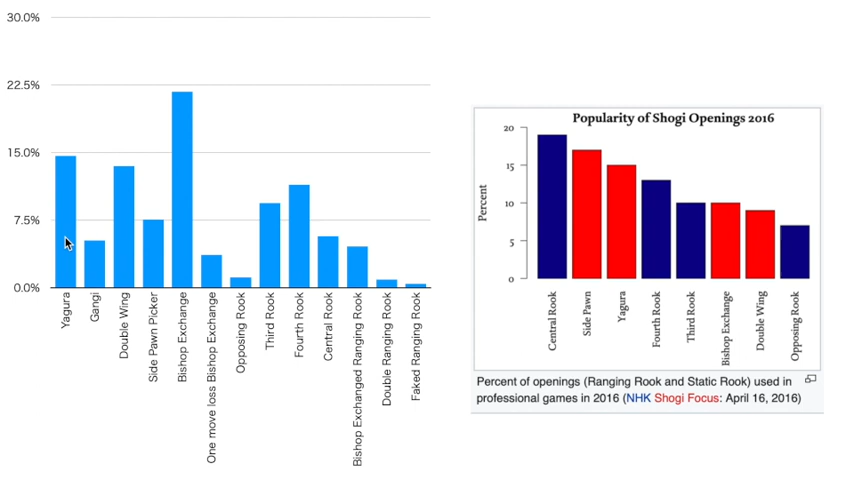 30.0%
22.5%
15.0%
7.5%
0.0%
Yagura
Gangi
Double Wing
Side Pawn Picker
Bishop Exchange
One move loss Bishop Exchange
Opposing Rook
Third Rook
Fourth Rook
Central Rook
Bishop Exchanged Ranging Rook
Double Ranging Rook
Faked Ranging Rook
Popularity of Shogi Openings 2016
Percent
20
15
10
5
0
Central Rook
Side Pawn
Yagura
Fourth Rook
Third Rook
Bishop Exchange
Double Wing
Opposing Rook
Percent of openings (Ranging Rook and Static Rook) used in
professional games in 2016 (NHK Shogi Focus: April 16, 2016)